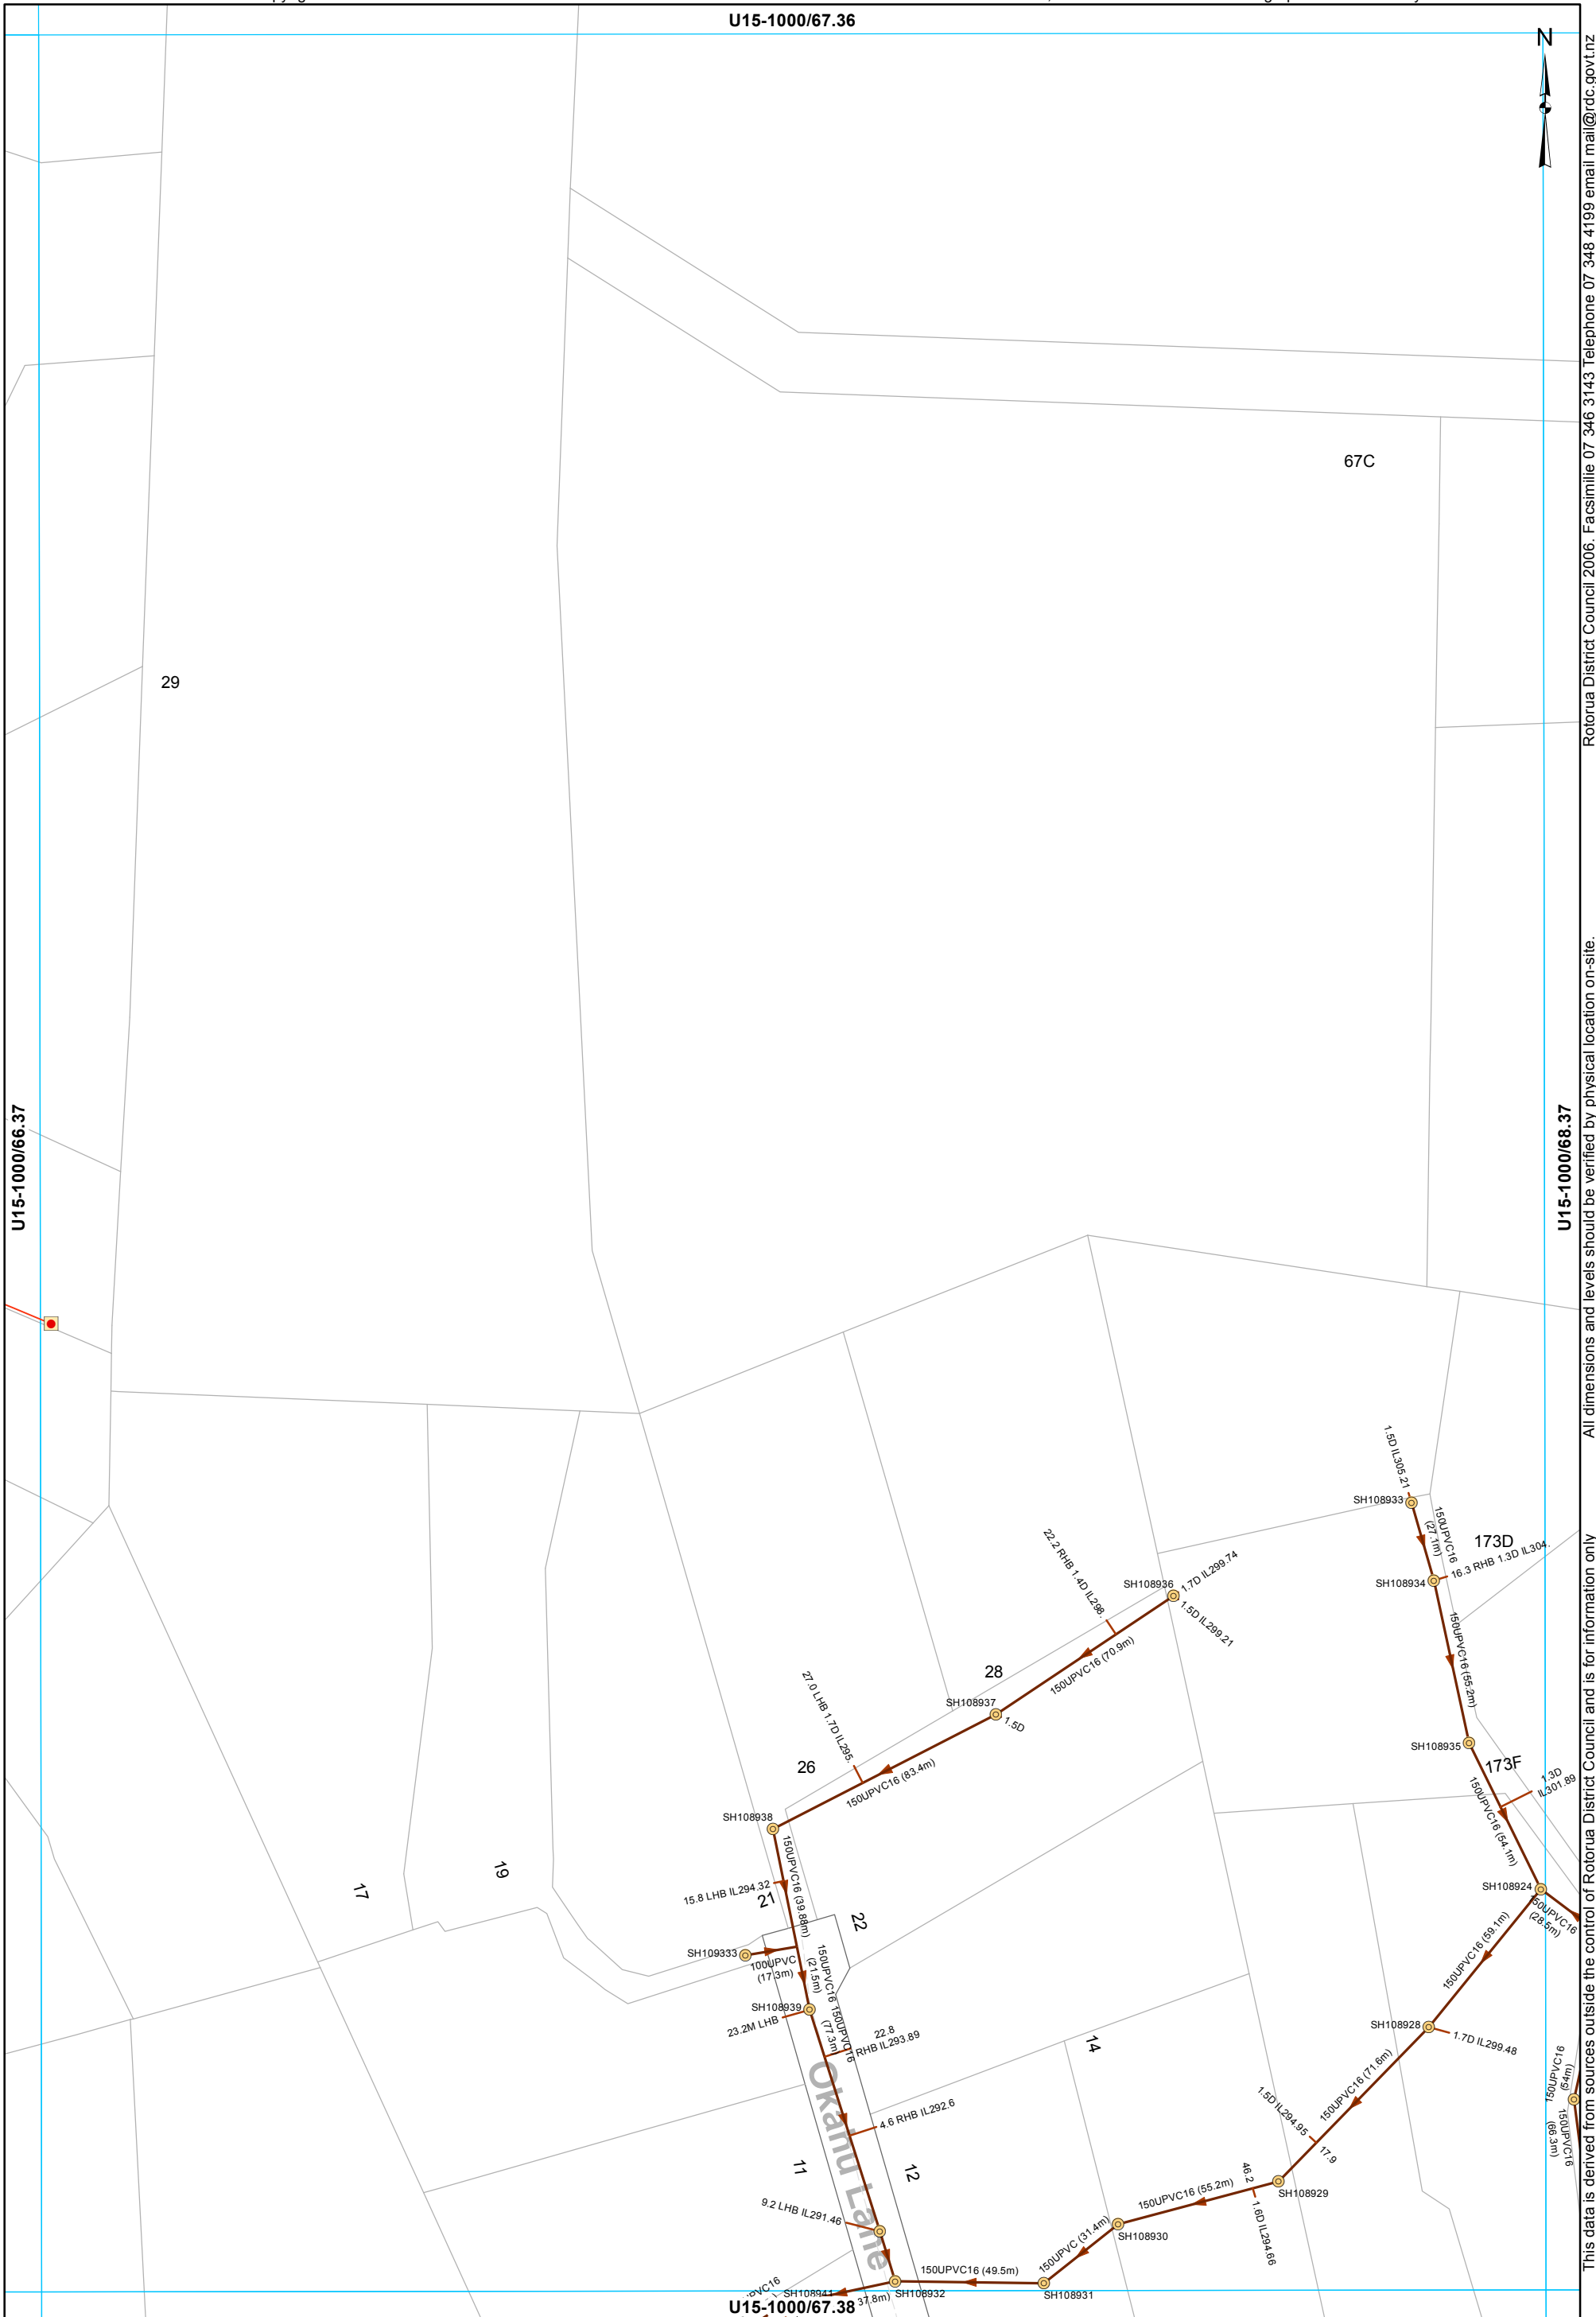 U15-1000/67.36
N
Rotorua District Council 2006. Facsimilie 07 346 3143 Telephone 07 348 4199 email mail@rdc.govt.nz
All dimensions and levels should be verified by physical location on-site.
This data is derived from sources outside the control of Rotorua District Council and is for information only
U15-1000/66.37
U15-1000/68.37
67C
29
1.5D IL305.21
SH108933
150UPVC16
(27.1m)
173D
16.3 RHB 1.3D IL304.
SH108934
22.2 RHB 1.4D IL298.
SH108936
1.7D IL299.74
1.5D IL299.21
150UPVC16 (70.9m)
150UPVC16 (55.2m)
28
SH108937
1.5D
27.0 LHB 1.7D IL295.
26
150UPVC16 (83.4m)
SH108935
173F
1.3D
IL301.89
150UPVC16 (54.1m)
SH108938
150UPVC16 (39.88m)
19
17
15.8 LHB IL294.32
21
22
SH108924
150UPVC16
(28.5m)
150UPVC16 (59.1m)
SH109333
100UPVC
(17.3m)
150UPVC16
(21.5m)
SH108939
23.2M LHB
150UPVC16
(77.3m)
22.8
RHB IL293.89
SH108928
1.7D IL299.48
14
150UPVC16 (71.6m)
1.5D IL294.95
17.9
150UPVC16
(54m)
150UPVC16
(66.3m)
4.6 RHB IL292.6
Okahu Lane
11
12
9.2 LHB IL291.46
46.2
1.6D IL294.66
SH108929
150UPVC16 (55.2m)
SH108930
150UPVC (31.4m)
150UPVC16 (49.5m)
SH108931
SH108932
SH108941
37.8m)
U15-1000/67.38